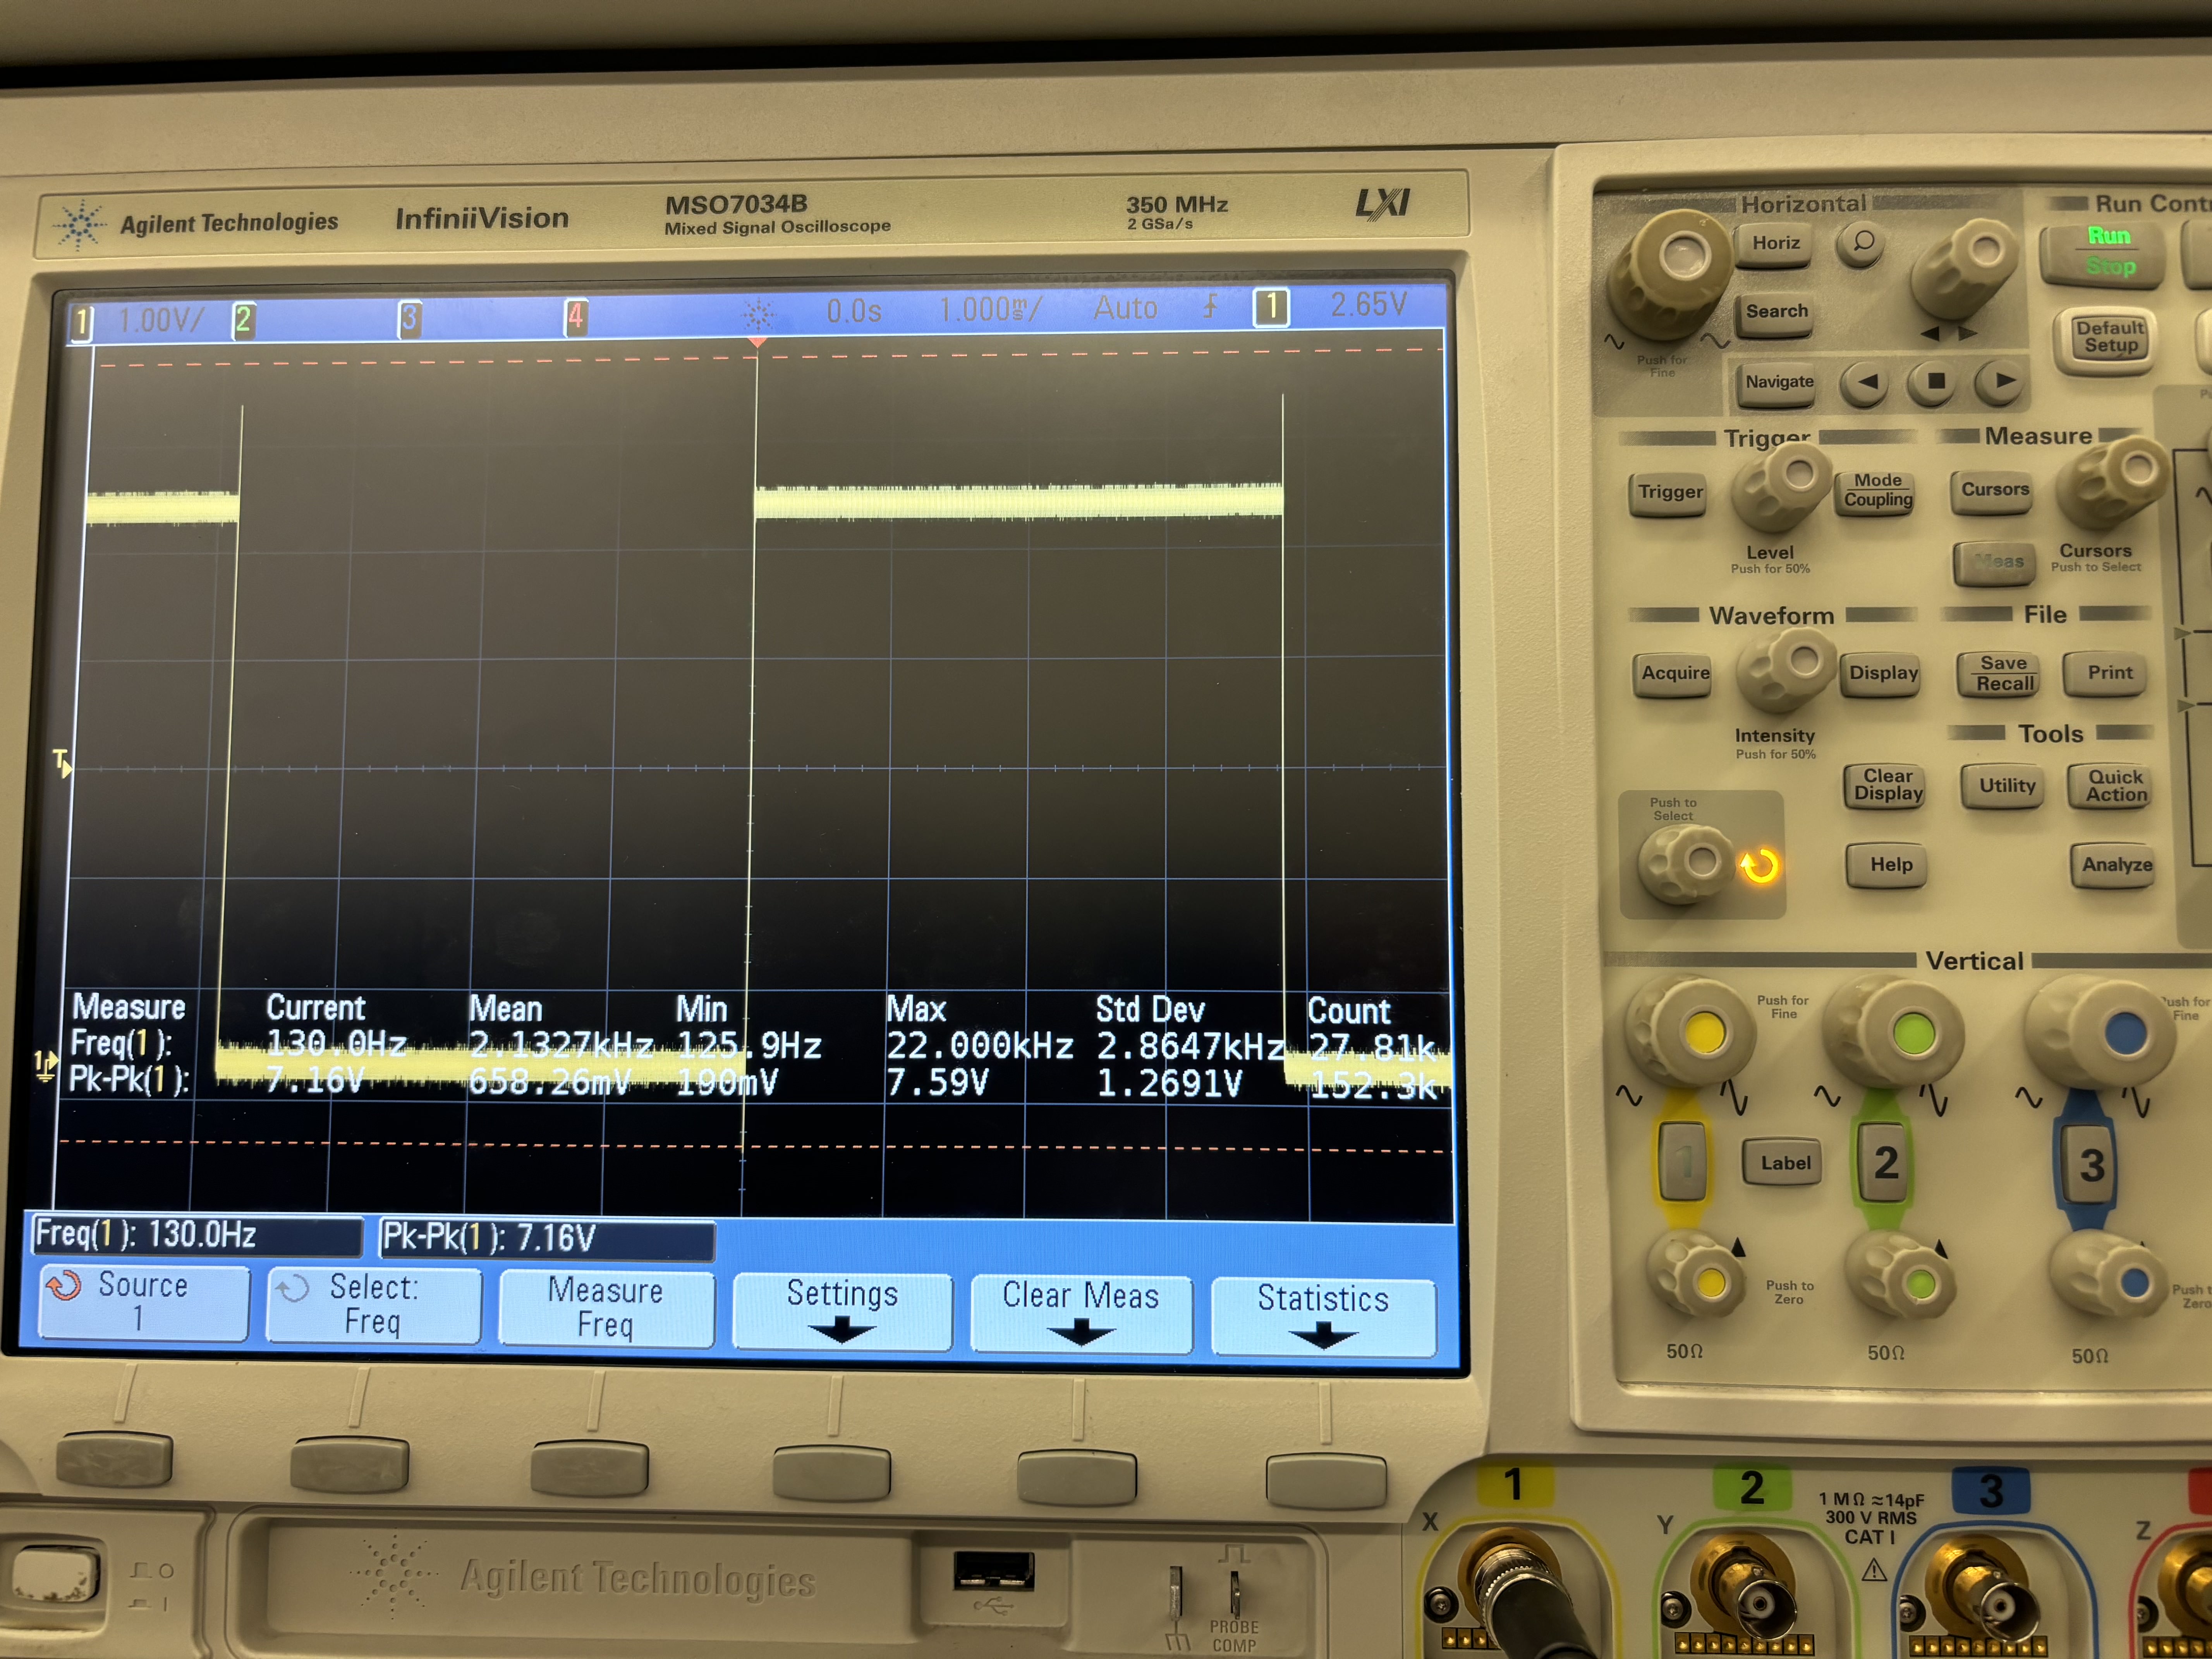 Agilent Technologies InfiniiVision MSO7034B 350 MHz LXI
Mixed Signal Oscilloscope 2 GSa/s
1 1.00V/ 2 3 4 0.0s 1.000ms/ Auto 1 2.65V
T
1
Measure Current Mean Min Max Std Dev Count
Freq(1): 130.0Hz 2.1327kHz 125.9Hz 22.000kHz 2.8647kHz 27.81k
Pk-Pk(1): 7.16V 658.26mV 190mV 7.59V 1.2691V 152.3k
Freq(1): 130.0Hz Pk-Pk(1): 7.16V
Source
1
Select:
Freq
Measure
Freq
Settings
Clear Meas
Statistics
Horizontal
Run
Horiz
Run
Stop
Search
Push for
Fine
Default
Setup
Navigate
Trigger
Measure
Trigger
Mode
Coupling
Cursors
Level
Push for 50%
Meas
Cursors
Push to Select
Waveform
File
Acquire
Display
Save
Recall
Print
Intensity
Push for 50%
Tools
Push to
Select
Clear
Display
Utility
Quick
Action
Help
Analyze
Vertical
Push for
Fine
Push for
Fine
1
Label
2
3
Push to
Zero
Zero
50Ω
50Ω
50Ω
Agilent Technologies
PROBE
COMP
1
2
3
X
Y
Z
1 MΩ ≈14pF
300 V RMS
CAT I